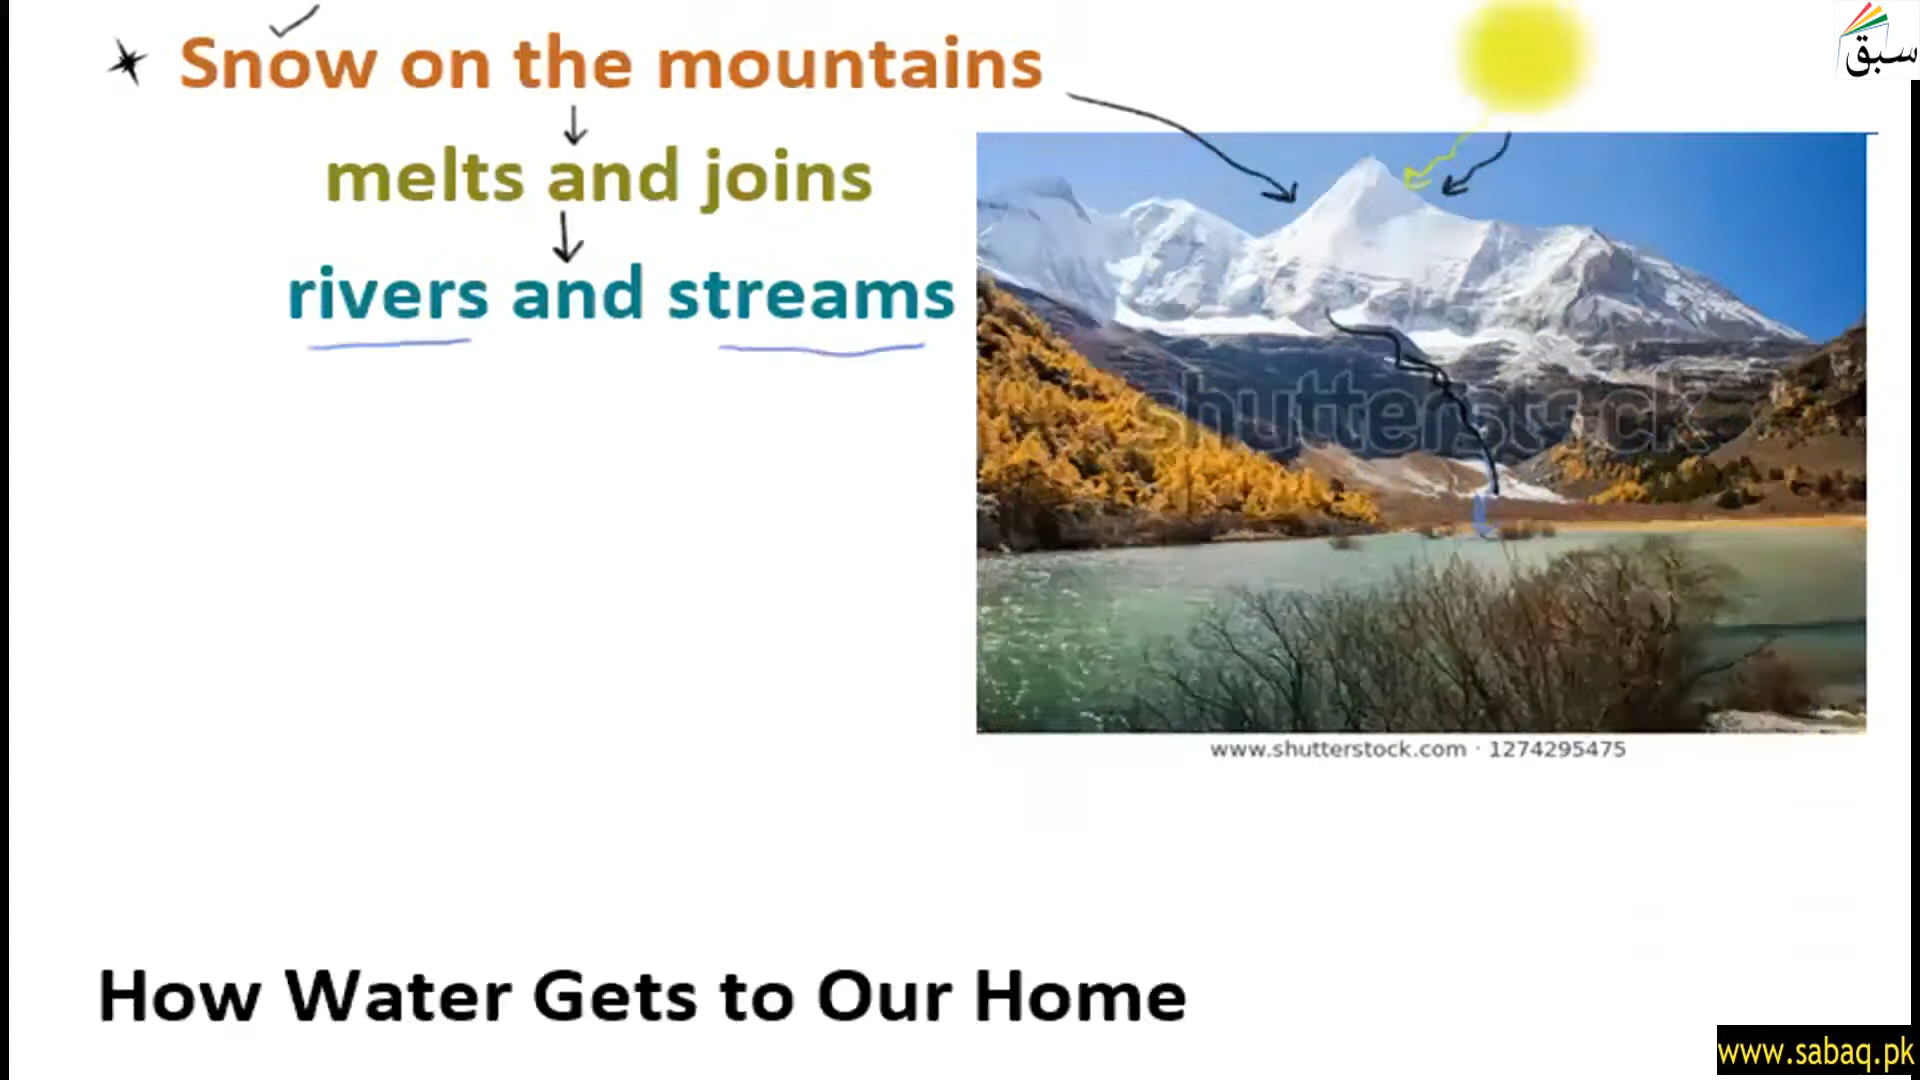 سبق
Snow on the mountains
melts and joins
rivers and streams
shutterstock
www.shutterstock.com · 1274295475
How Water Gets to Our Home
www.sabaq.pk